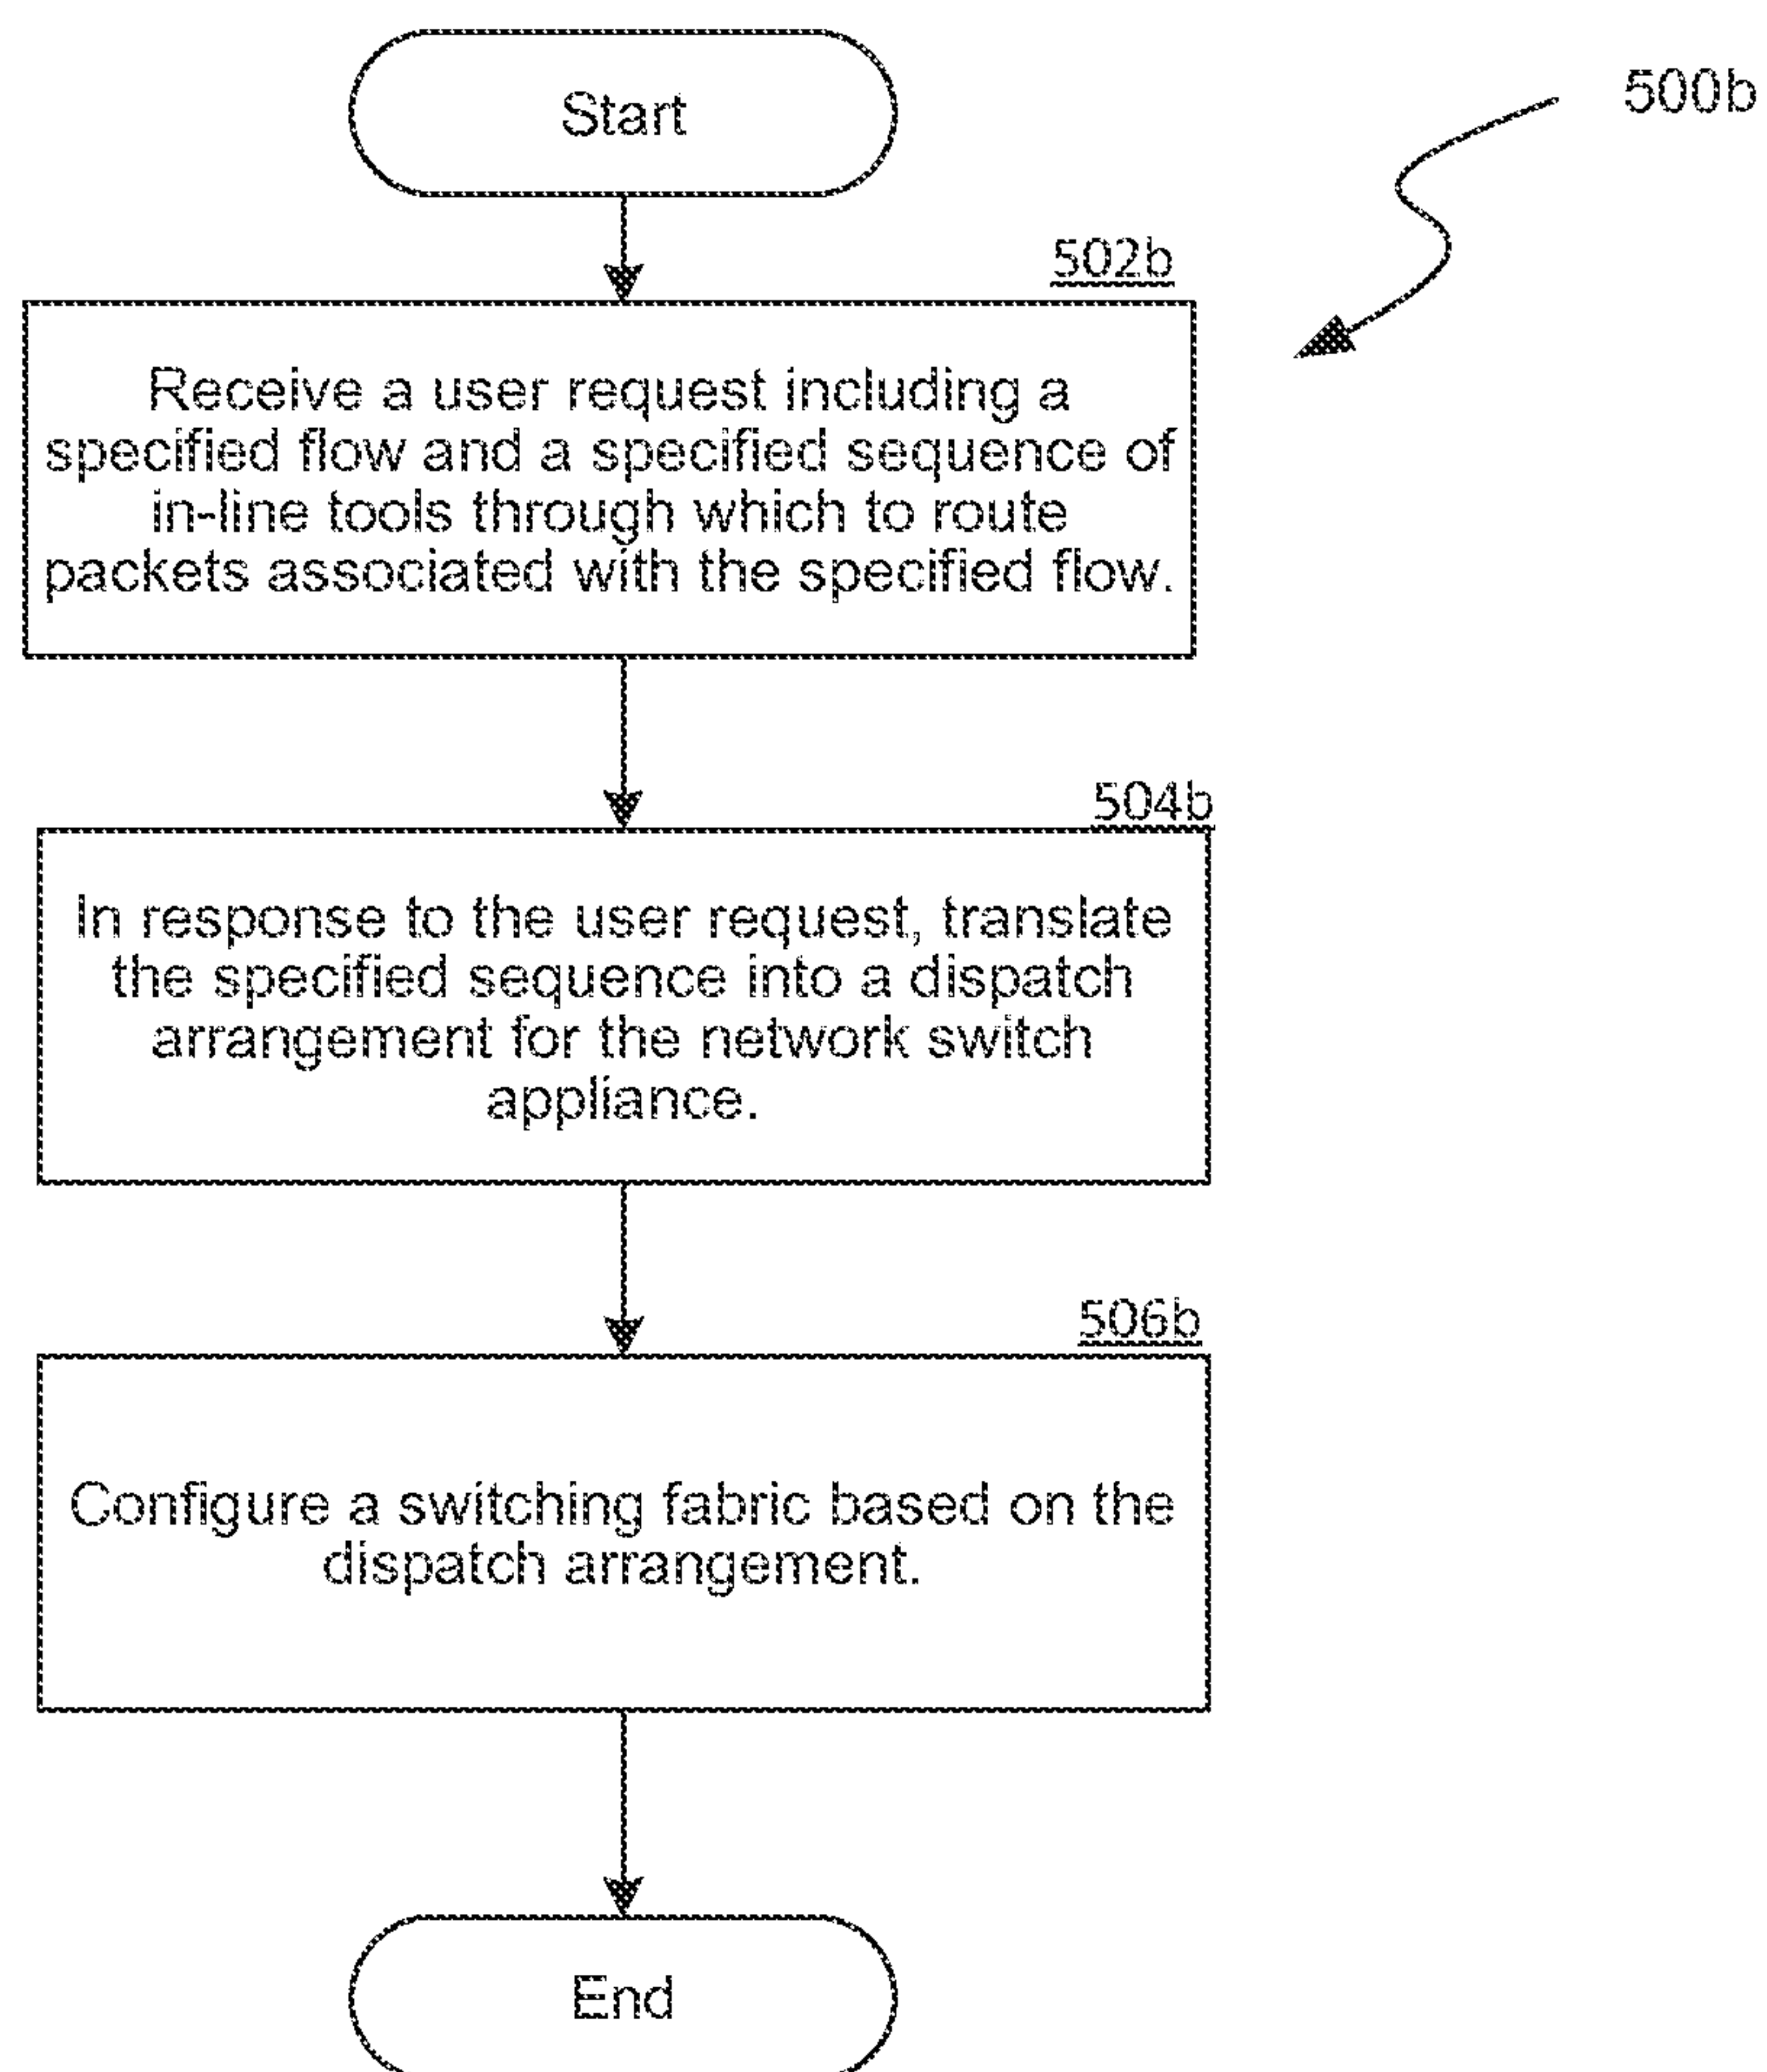 Start
500b
502b
Receive a user request including a
specified flow and a specified sequence of
in-line tools through which to route
packets associated with the specified flow.
504b
In response to the user request, translate
the specified sequence into a dispatch
arrangement for the network switch
appliance.
506b
Configure a switching fabric based on the
dispatch arrangement.
End